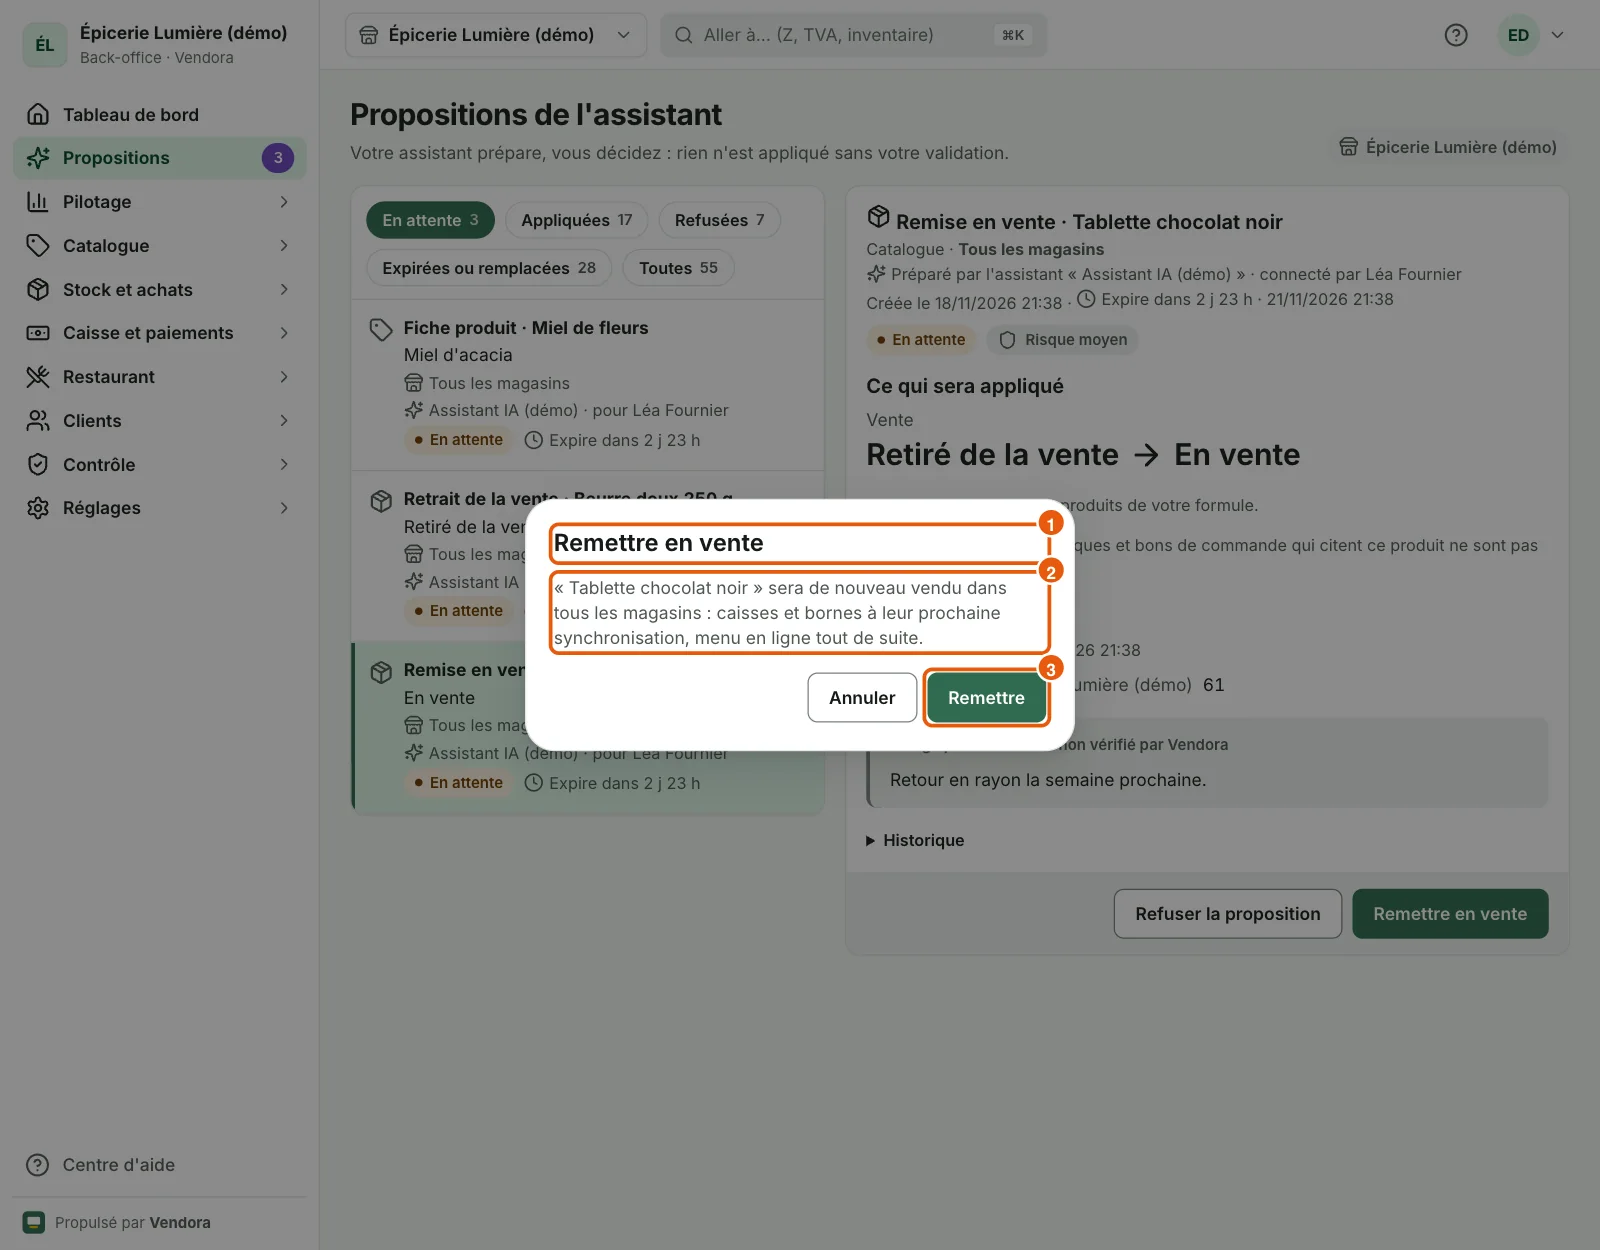 ÉL
Épicerie Lumière (démo)
Back-office · Vendora
Tableau de bord
Propositions 3
Pilotage
Catalogue
Stock et achats
Caisse et paiements
Restaurant
Clients
Contrôle
Réglages
Centre d'aide
Propulsé par Vendora
Épicerie Lumière (démo)
Aller à... (Z, TVA, inventaire) ⌘K
ED
Propositions de l'assistant
Votre assistant prépare, vous décidez : rien n'est appliqué sans votre validation.
Épicerie Lumière (démo)
En attente 3
Appliquées 17
Refusées 7
Expirées ou remplacées 28
Toutes 55
Fiche produit · Miel de fleurs
Miel d'acacia
Tous les magasins
Assistant IA (démo) · pour Léa Fournier
En attente
Expire dans 2 j 23 h
Retrait de la vente · Beurre doux 250 g
Retiré de la
Tous les
Assistant IA
En attente
Remise en
En vente
Tous les
Assistant IA (démo) · pour Léa Fournier
En attente
Expire dans 2 j 23 h
Remise en vente · Tablette chocolat noir
Catalogue · Tous les magasins
Préparé par l'assistant « Assistant IA (démo) » · connecté par Léa Fournier
Créée le 18/11/2026 21:38 · Expire dans 2 j 23 h · 21/11/2026 21:38
En attente
Risque moyen
Ce qui sera appliqué
Vente
Retiré de la vente → En vente
produits de votre formule.
et bons de commande qui citent ce produit ne sont pas
21:38
(démo) 61
non vérifié par Vendora
Retour en rayon la semaine prochaine.
Historique
Refuser la proposition
Remettre en vente
1
Remettre en vente
2
« Tablette chocolat noir » sera de nouveau vendu dans
tous les magasins : caisses et bornes à leur prochaine
synchronisation, menu en ligne tout de suite.
Annuler
3
Remettre